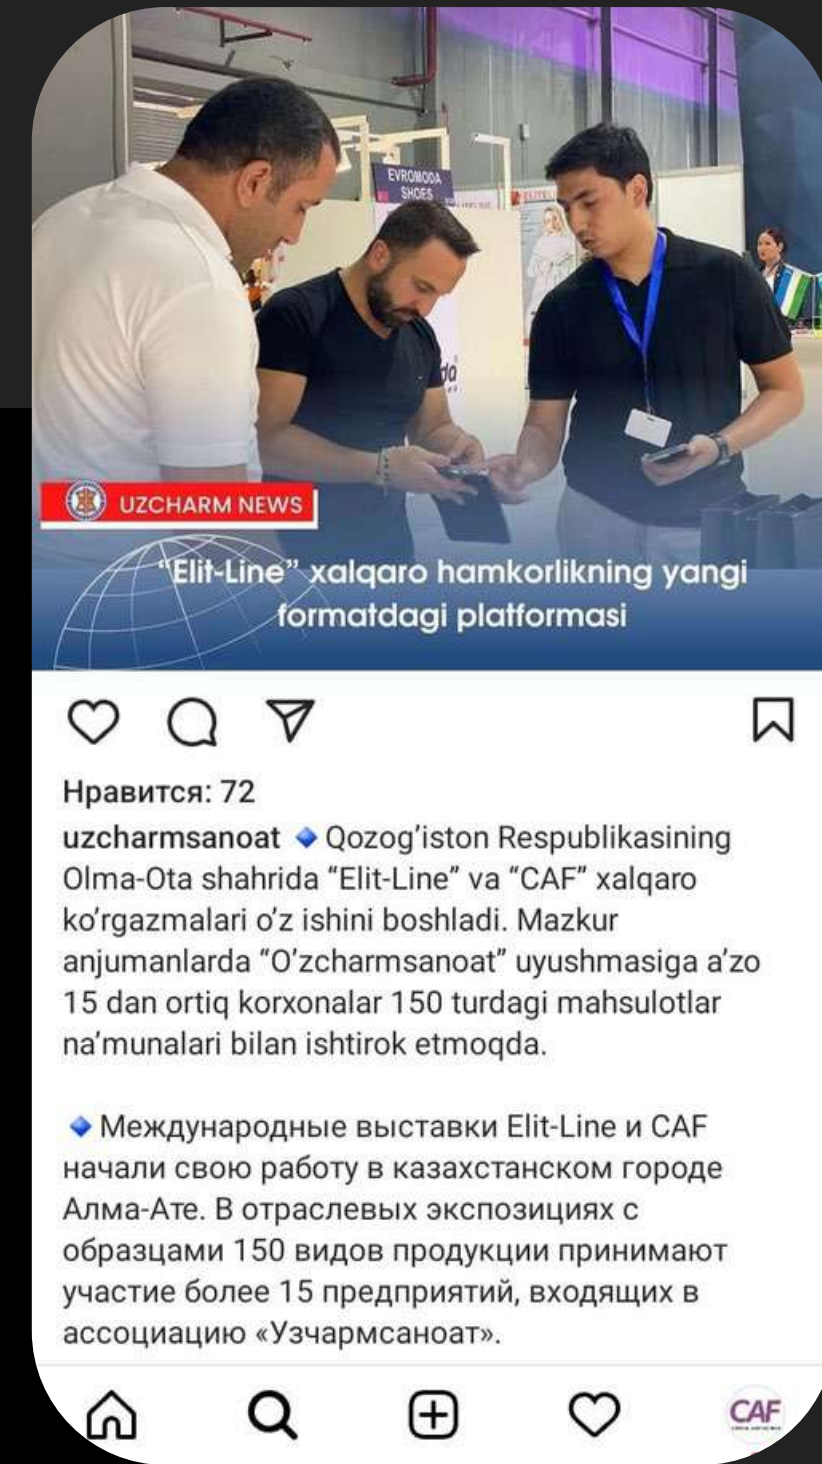 EVROMODA
SHOES
UZCHARM NEWS
“Elit-Line” xalqaro hamkorlikning yangi
formatdagi platformasi
Нравится: 72
uzcharmsanoat 🔹Qozog’iston Respublikasining
Olma-Ota shahrida “Elit-Line” va “CAF” xalqaro
ko’rgazmalari o’z ishini boshladi. Mazkur
anjumanlarda “O’zcharmsanoat” uyushmasiga a’zo
15 dan ortiq korxonalar 150 turdagi mahsulotlar
na’munalari bilan ishtirok etmoqda.
🔹Международные выставки Elit-Line и CAF
начали свою работу в казахстанском городе
Алма-Ате. В отраслевых экспозициях с
образцами 150 видов продукции принимают
участие более 15 предприятий, входящих в
ассоциацию «Узчармсаноат».
CAF